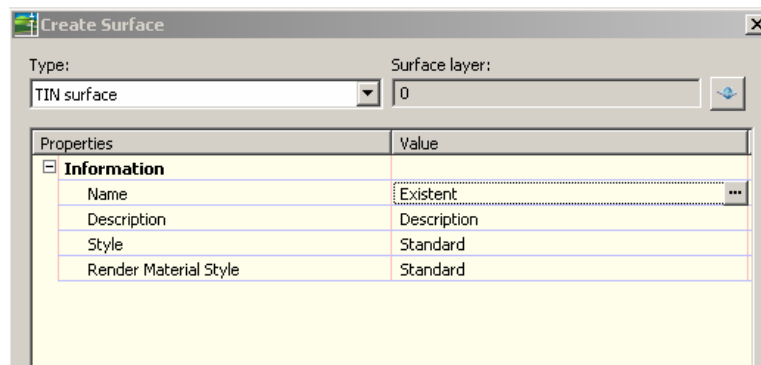 Create Surface
Type: Surface layer:
TIN surface 0
Properties Value
Information
Name Existent ...
Description Description
Style Standard
Render Material Style Standard